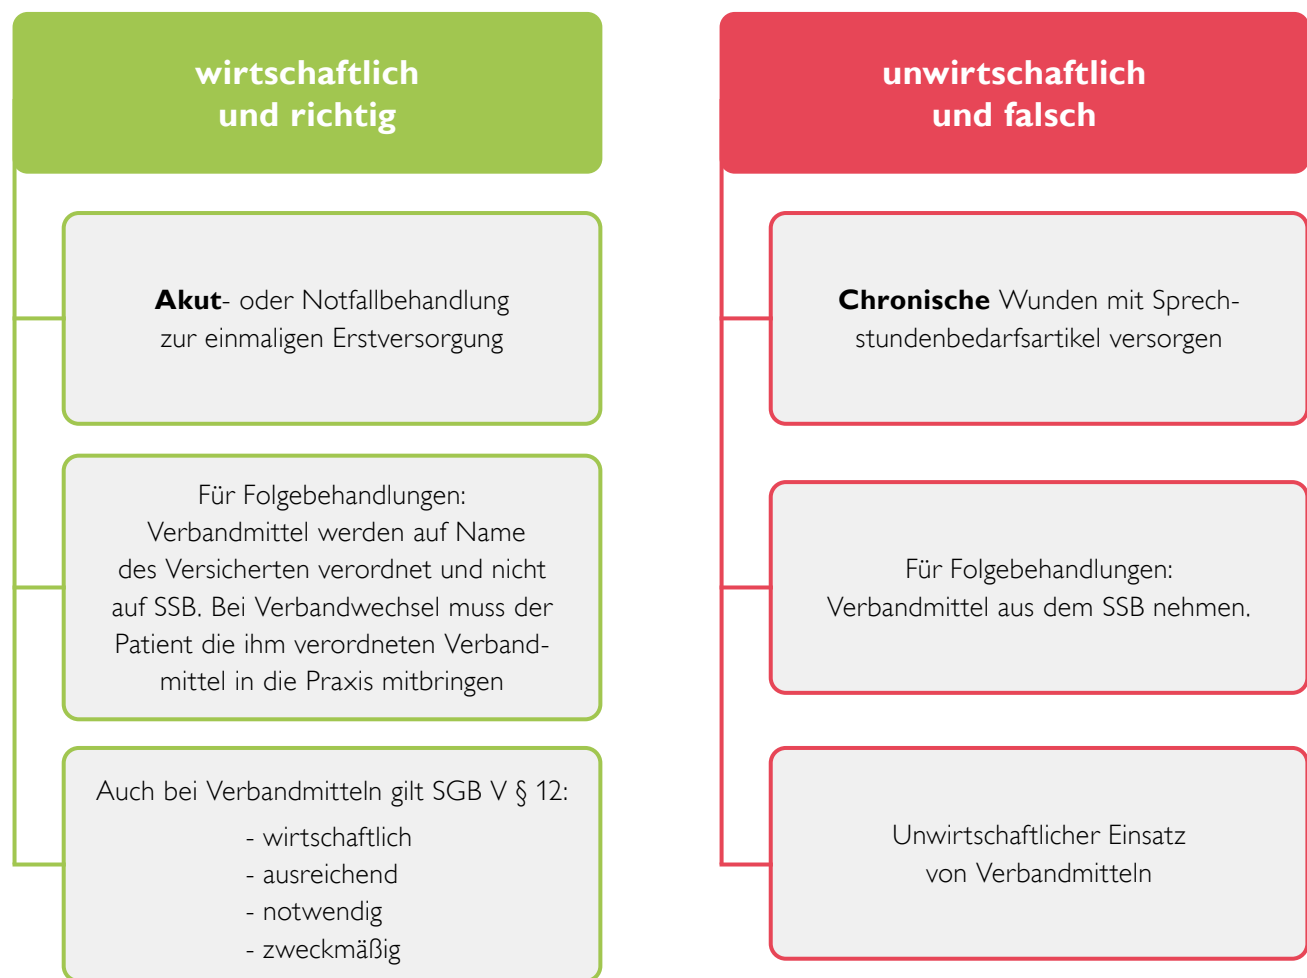 wirtschaftlich
und richtig
Akut- oder Notfallbehandlung
zur einmaligen Erstversorgung
Für Folgebehandlungen:
Verbandmittel werden auf Name
des Versicherten verordnet und nicht
auf SSB. Bei Verbandwechsel muss der
Patient die ihm verordneten Verband-
mittel in die Praxis mitbringen
Auch bei Verbandmitteln gilt SGB V § 12:
- wirtschaftlich
- ausreichend
- notwendig
- zweckmäßig
unwirtschaftlich
und falsch
Chronische Wunden mit Sprech-
stundenbedarfsartikel versorgen
Für Folgebehandlungen:
Verbandmittel aus dem SSB nehmen.
Unwirtschaftlicher Einsatz
von Verbandmitteln